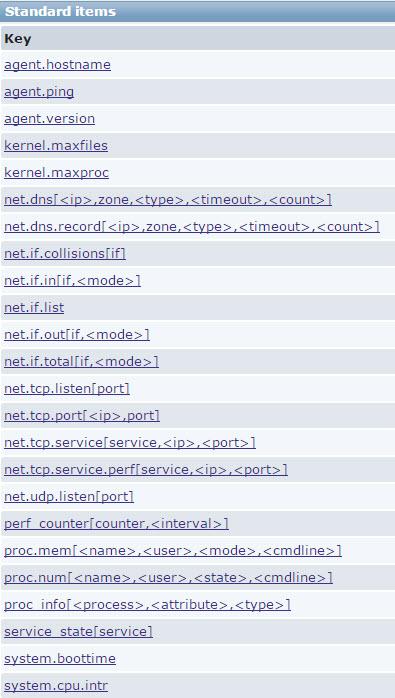 Standard items
Key
agent.hostname
agent.ping
agent.version
kernel.maxfiles
kernel.maxproc
net.dns[<ip>,zone,<type>,<timeout>,<count>]
net.dns.record[<ip>,zone,<type>,<timeout>,<count>]
net.if.collisions[if]
net.if.in[if,<mode>]
net.if.list
net.if.out[if,<mode>]
net.if.total[if,<mode>]
net.tcp.listen[port]
net.tcp.port[<ip>,port]
net.tcp.service[service,<ip>,<port>]
net.tcp.service.perf[service,<ip>,<port>]
net.udp.listen[port]
perf_counter[counter,<interval>]
proc.mem[<name>,<user>,<mode>,<cmdline>]
proc.num[<name>,<user>,<state>,<cmdline>]
proc_info[<process>,<attribute>,<type>]
service_state[service]
system.boottime
system.cpu.intr